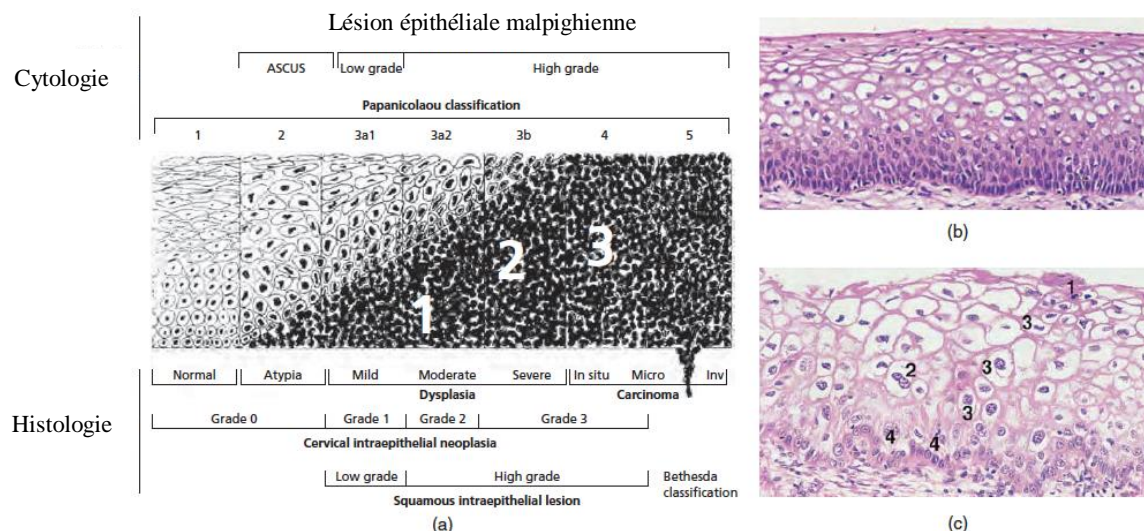 Lésion épithéliale malpighienne
Cytologie
ASCUS Low grade High grade
Papanicolaou classification
1 2 3a1 3a2 3b 4 5
1 2 3
Normal Atypia Mild Moderate Severe In situ Micro Inv
Dysplasia Carcinoma
Histologie
Grade 0 Grade 1 Grade 2 Grade 3
Cervical intraepithelial neoplasia
Low grade High grade Bethesda
Squamous intraepithelial lesion classification
(a)
(b)
1
3
2 3
3
4 4
(c)